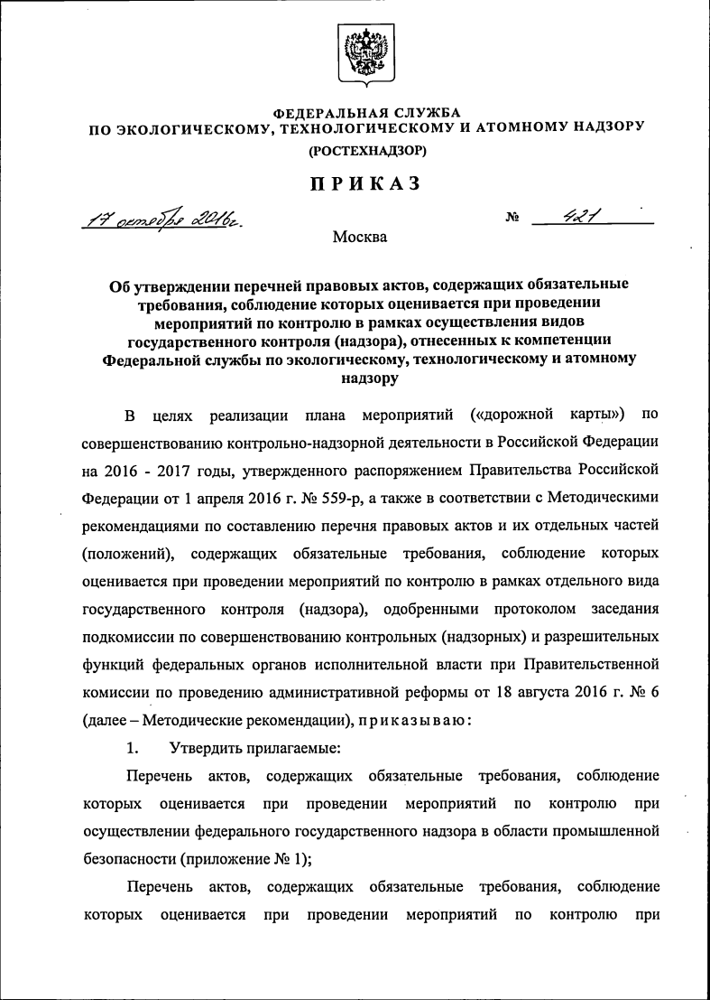 ФЕДЕРАЛЬНАЯ СЛУЖБА
ПО ЭКОЛОГИЧЕСКОМУ, ТЕХНОЛОГИЧЕСКОМУ И АТОМНОМУ НАДЗОРУ
(РОСТЕХНАДЗОР)
ПРИКАЗ
17 октября 2016г.
№ 421
Москва
Об утверждении перечней правовых актов, содержащих обязательные
требования, соблюдение которых оценивается при проведении
мероприятий по контролю в рамках осуществления видов
государственного контроля (надзора), отнесенных к компетенции
Федеральной службы по экологическому, технологическому и атомному
надзору
В целях реализации плана мероприятий («дорожной карты») по
совершенствованию контрольно-надзорной деятельности в Российской Федерации
на 2016 - 2017 годы, утвержденного распоряжением Правительства Российской
Федерации от 1 апреля 2016 г. № 559-р, а также в соответствии с Методическими
рекомендациями по составлению перечня правовых актов и их отдельных частей
(положений), содержащих обязательные требования, соблюдение которых
оценивается при проведении мероприятий по контролю в рамках отдельного вида
государственного контроля (надзора), одобренными протоколом заседания
подкомиссии по совершенствованию контрольных (надзорных) и разрешительных
функций федеральных органов исполнительной власти при Правительственной
комиссии по проведению административной реформы от 18 августа 2016 г. № 6
(далее – Методические рекомендации), приказываю:
1. Утвердить прилагаемые:
Перечень актов, содержащих обязательные требования, соблюдение
которых оценивается при проведении мероприятий по контролю при
осуществлении федерального государственного надзора в области промышленной
безопасности (приложение № 1);
Перечень актов, содержащих обязательные требования, соблюдение
которых оценивается при проведении мероприятий по контролю при